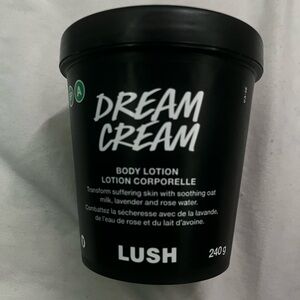 DREAM
CREAM
BODY LOTION
LOTION CORPORELLE
Transform suffering skin with soothing oat
milk, lavender and rose water.
Combattez la sécheresse avec de la lavande,
de l'eau de rose et du lait d'avoine.
LUSH
240 g